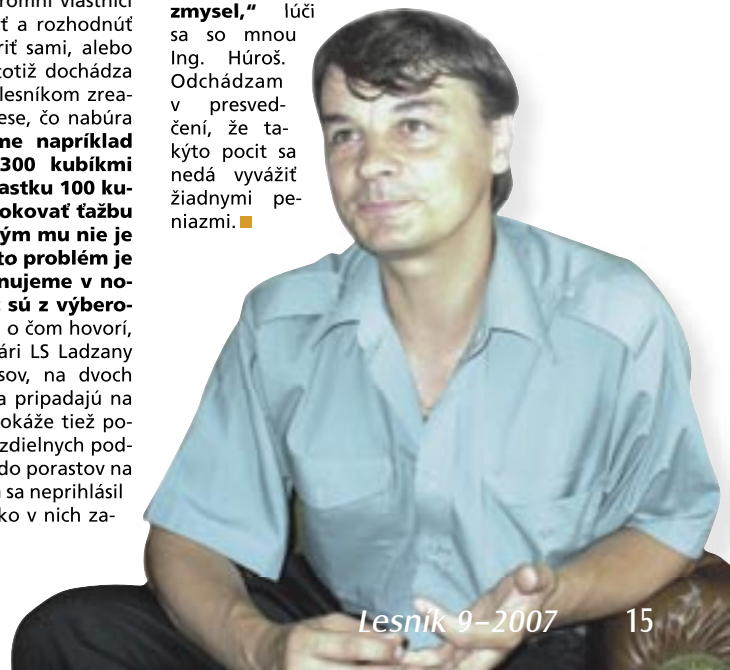 romní vlastníci
ť a rozhodnúť
riť sami, alebo
totiž dochádza
lesníkom zrea-
ese, čo nabúra
me napríklad
300 kubíkmi
astku 100 ku-
okovať ťažbu
ým mu nie je
to problém je
nujeme v no-
sú z výbero-
o čom hovorí,
ári LS Ladzany
sov, na dvoch
a pripadajú na
okáže tiež po-
zdielnych pod-
do porastov na
sa neprihlásil
ko v nich za-
zmysel,“ lúči
sa so mnou
Ing. Húroš.
Odchádzam
v presved-
čení, že ta-
kýto pocit sa
nedá vyvážiť
žiadnymi pe-
niazmi.
Lesník 9–2007 15